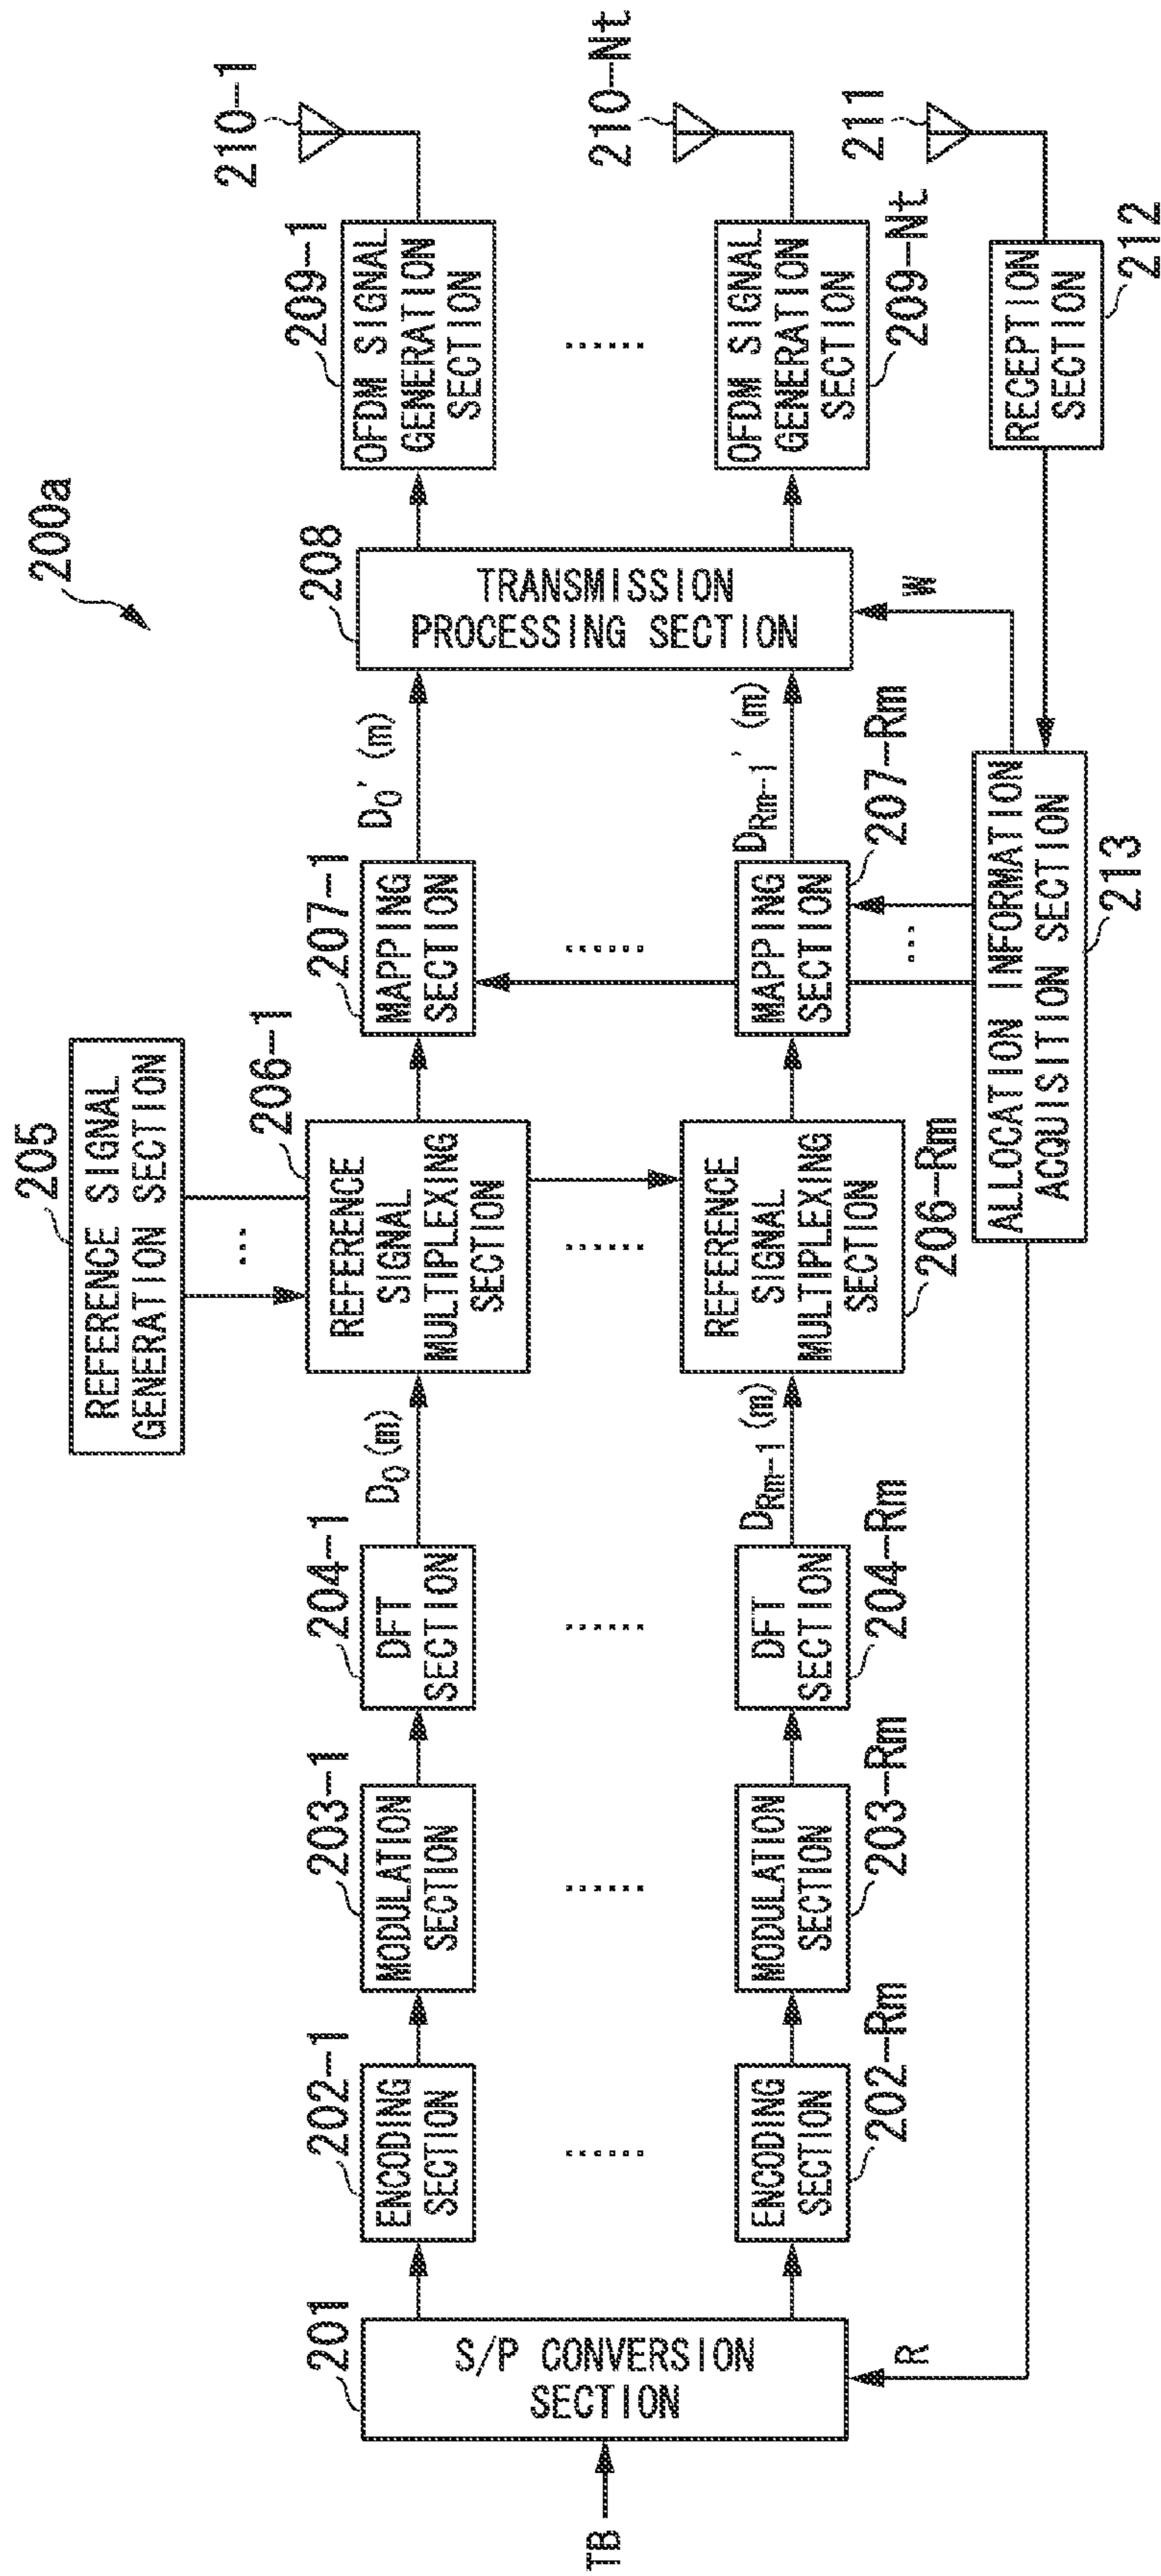 200a
TB
201
S/P CONVERSION
SECTION
R
202-1
ENCODING
SECTION
......
ENCODING
SECTION
202-Rm
203-1
MODULATION
SECTION
......
MODULATION
SECTION
203-Rm
204-1
DFT
SECTION
......
DFT
SECTION
204-Rm
D0(m)
DRm-1(m)
205
REFERENCE SIGNAL
GENERATION SECTION
...
206-1
REFERENCE
SIGNAL
MULTIPLEXING
SECTION
......
REFERENCE
SIGNAL
MULTIPLEXING
SECTION
206-Rm
207-1
MAPPING
SECTION
......
MAPPING
SECTION
207-Rm
...
D0'(m)
DRm-1'(m)
208
TRANSMISSION
PROCESSING SECTION
W
209-1
OFDM SIGNAL
GENERATION
SECTION
......
OFDM SIGNAL
GENERATION
SECTION
209-Nt
210-1
210-Nt
211
RECEPTION
SECTION
212
ALLOCATION INFORMATION
ACQUISITION SECTION
213